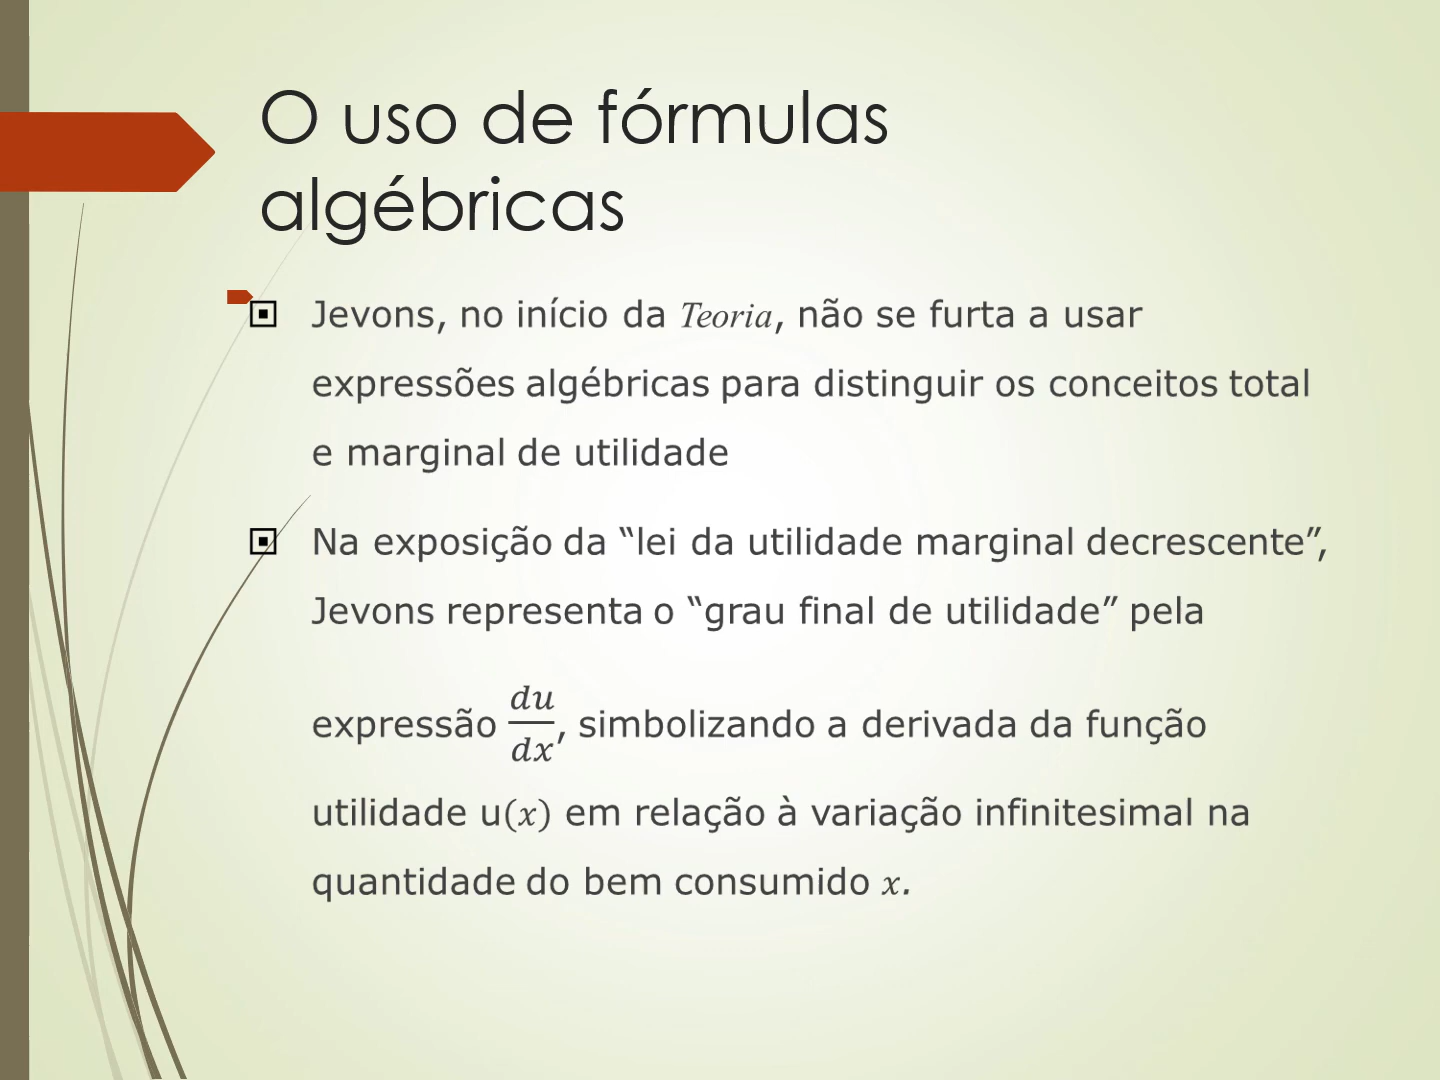 O uso de fórmulas
algébricas
Jevons, no início da Teoria, não se furta a usar
expressões algébricas para distinguir os conceitos total
e marginal de utilidade
Na exposição da “lei da utilidade marginal decrescente”,
Jevons representa o “grau final de utilidade” pela
expressão du/dx, simbolizando a derivada da função
utilidade u(x) em relação à variação infinitesimal na
quantidade do bem consumido x.